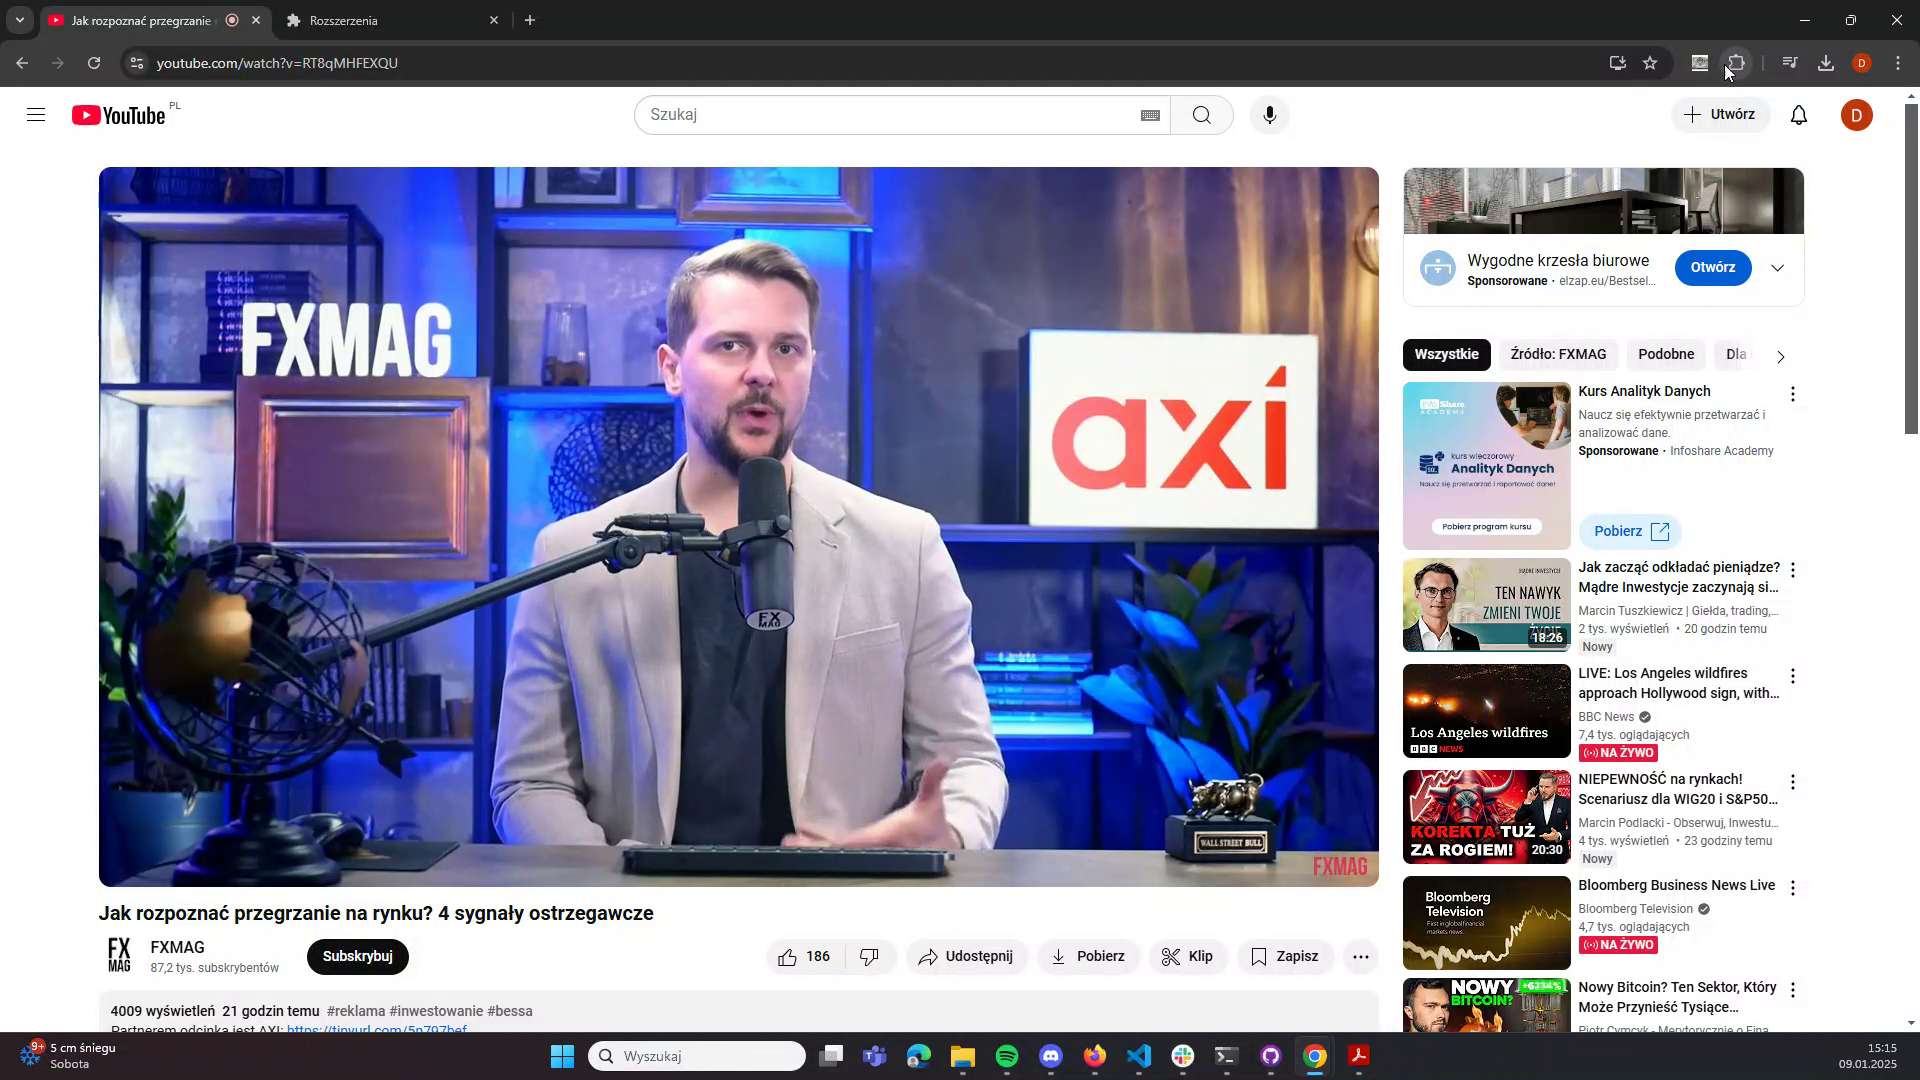 Jak rozpoznać przegrzanie
Rozszerzenia
youtube.com/watch?v=RT8qMHFEXQU
D
YouTube PL
Szukaj
Utwórz
D
FXMAG
axi
FX
MAG
WALL STREET BULL
FXMAG
Jak rozpoznać przegrzanie na rynku? 4 sygnały ostrzegawcze
FX
MAG
FXMAG
87,2 tys. subskrybentów
Subskrybuj
186
Udostępnij
Pobierz
Klip
Zapisz
4009 wyświetleń 21 godzin temu #reklama #inwestowanie #bessa
Partnerem odcinka jest AXI: https://tinyurl.com/5n797bef
Wygodne krzesła biurowe
Sponsorowane · elzap.eu/Bestsel...
Otwórz
Wszystkie
Źródło: FXMAG
Podobne
Dla
info Share
ACADEMY
kurs wieczorowy
Analityk Danych
Naucz się przetwarzać i raportować dane!
Pobierz program kursu
Kurs Analityk Danych
Naucz się efektywnie przetwarzać i
analizować dane.
Sponsorowane · Infoshare Academy
Pobierz
MĄDRE INWESTYCJE
TEN NAWYK
ZMIENI TWOJE
18:26
Jak zacząć odkładać pieniądze?
Mądre Inwestycje zaczynają si...
Marcin Tuszkiewicz | Giełda, trading,...
2 tys. wyświetleń • 20 godzin temu
Nowy
Los Angeles wildfires
BBC NEWS
LIVE: Los Angeles wildfires
approach Hollywood sign, with...
BBC News
7,4 tys. oglądających
NA ŻYWO
KOREKTA TUŻ
ZA ROGIEM!
20:30
NIEPEWNOŚĆ na rynkach!
Scenariusz dla WIG20 i S&P50...
Marcin Podlacki - Obserwuj, Inwestu...
4 tys. wyświetleń • 23 godziny temu
Nowy
Bloomberg
Television
First in global financial
markets news.
Bloomberg Business News Live
Bloomberg Television
4,7 tys. oglądających
NA ŻYWO
NOWY
BITCOIN?
Nowy Bitcoin? Ten Sektor, Który
Może Przynieść Tysiące...
Piotr Cymcyk - Merytorycznie o Fina...
9+
5 cm śniegu
Sobota
Wyszukaj
15:15
09.01.2025